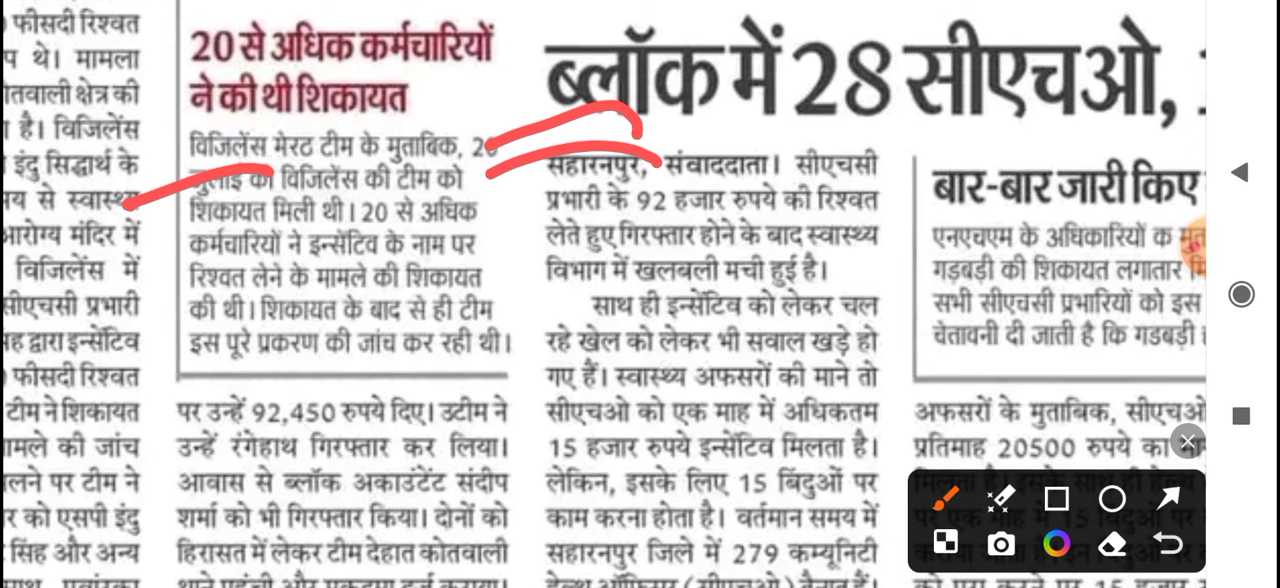 फीसदी रिश्वत
प थे। मामला
कोतवाली क्षेत्र की
ा है। विजिलेंस
इंदु सिद्धार्थ के
मय से स्वास्थ्य
आरोग्य मंदिर में
विजिलेंस में
सीएचसी प्रभारी
द्वारा इन्सेंटिव
फीसदी रिश्वत
टीम ने शिकायत
मामले की जांच
लने पर टीम ने
र को एसपी इंदु
सिंह और अन्य
20 से अधिक कर्मचारियों
ने की थी शिकायत
विजिलेंस मेरठ टीम के मुताबिक,
जुलाई को विजिलेंस की टीम को
शिकायत मिली थी। 20 से अधिक
कर्मचारियों ने इन्सेंटिव के नाम पर
रिश्वत लेने के मामले की शिकायत
की थी। शिकायत के बाद से ही टीम
इस पूरे प्रकरण की जांच कर रही थी।
पर उन्हें 92,450 रुपये दिए। उटीम ने
उन्हें रंगेहाथ गिरफ्तार कर लिया।
आवास से ब्लॉक अकाउंटेंट संदीप
शर्मा को भी गिरफ्तार किया। दोनों को
हिरासत में लेकर टीम देहात कोतवाली
ब्लॉक में 28 सीएचओ,
सहारनपुर, संवाददाता। सीएचसी
प्रभारी के 92 हजार रुपये की रिश्वत
लेते हुए गिरफ्तार होने के बाद स्वास्थ्य
विभाग में खलबली मची हुई है।
साथ ही इन्सेंटिव को लेकर चल
रहे खेल को लेकर भी सवाल खड़े हो
गए हैं। स्वास्थ्य अफसरों की माने तो
सीएचओ को एक माह में अधिकतम
15 हजार रुपये इन्सेंटिव मिलता है।
लेकिन, इसके लिए 15 बिंदुओं पर
काम करना होता है। वर्तमान समय में
सहारनपुर जिले में 279 कम्यूनिटी
हेल्थ ऑफिसर (सीएचओ) तैनात हैं।
बार-बार जारी किए
एनएचएम के अधिकारियों क
गड़बड़ी की शिकायत लगातार
सभी सीएचसी प्रभारियों को इस
चेतावनी दी जाती है कि गडबड़ी
अफसरों के मुताबिक, सीएचओ
प्रतिमाह 20500 रुपये का